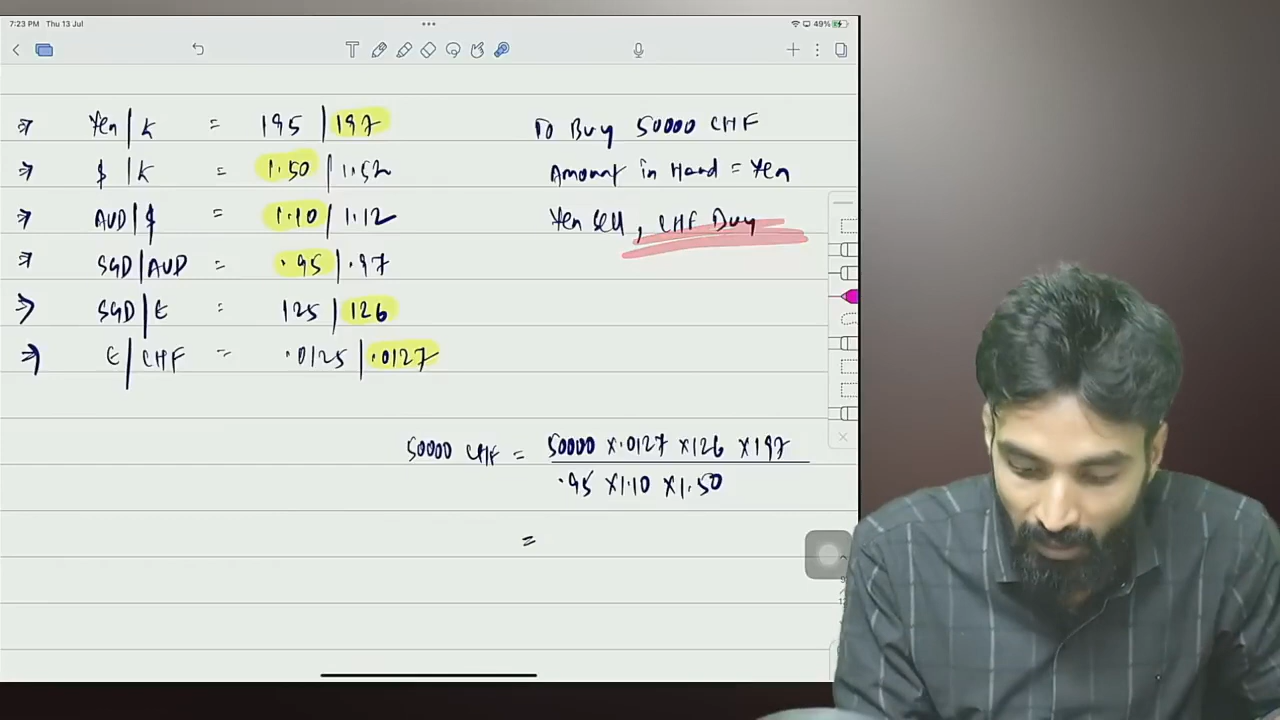 7:23 PM Thu 13 Jul
49%
⇒ Yen | £ = 195 | 197
⇒ $ | £ = 1.50 | 1.52
⇒ AUD | $ = 1.10 | 1.12
⇒ SGD | AUD = .95 | .97
⇒ SGD | € = 125 | 126
⇒ € | CHF = .0125 | .0127
To Buy 50000 CHF
Amount in Hand = Yen
Yen Sell, CHF Buy
50000 CHF = 50000 × .0127 × 126 × 197
.95 × 1.10 × 1.50
=